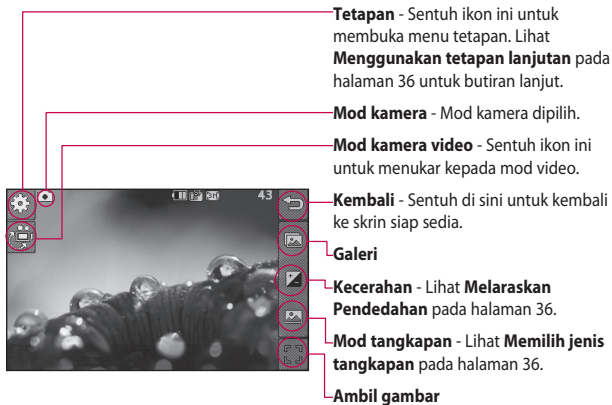 Tetapan - Sentuh ikon ini untuk
membuka menu tetapan. Lihat
Menggunakan tetapan lanjutan pada
halaman 36 untuk butiran lanjut.
Mod kamera - Mod kamera dipilih.
Mod kamera video - Sentuh ikon ini
untuk menukar kepada mod video.
43
Kembali - Sentuh di sini untuk kembali
ke skrin siap sedia.
Galeri
Kecerahan - Lihat Melaraskan
Pendedahan pada halaman 36.
Mod tangkapan - Lihat Memilih jenis
tangkapan pada halaman 36.
Ambil gambar